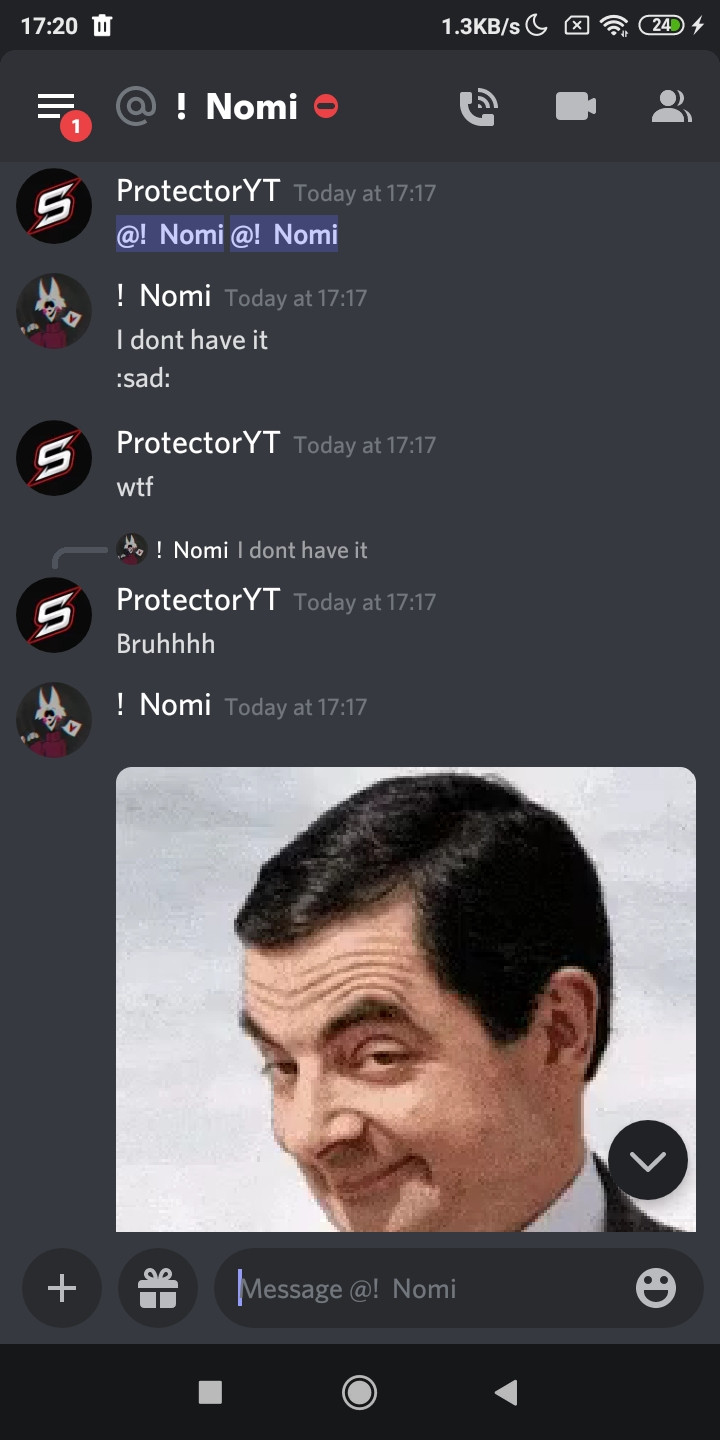 17:20 1.3KB/s 24
! Nomi
1
ProtectorYT Today at 17:17
@! Nomi @! Nomi
! Nomi Today at 17:17
I dont have it
:sad:
ProtectorYT Today at 17:17
wtf
! Nomi I dont have it
ProtectorYT Today at 17:17
Bruhhhh
! Nomi Today at 17:17
Message @! Nomi